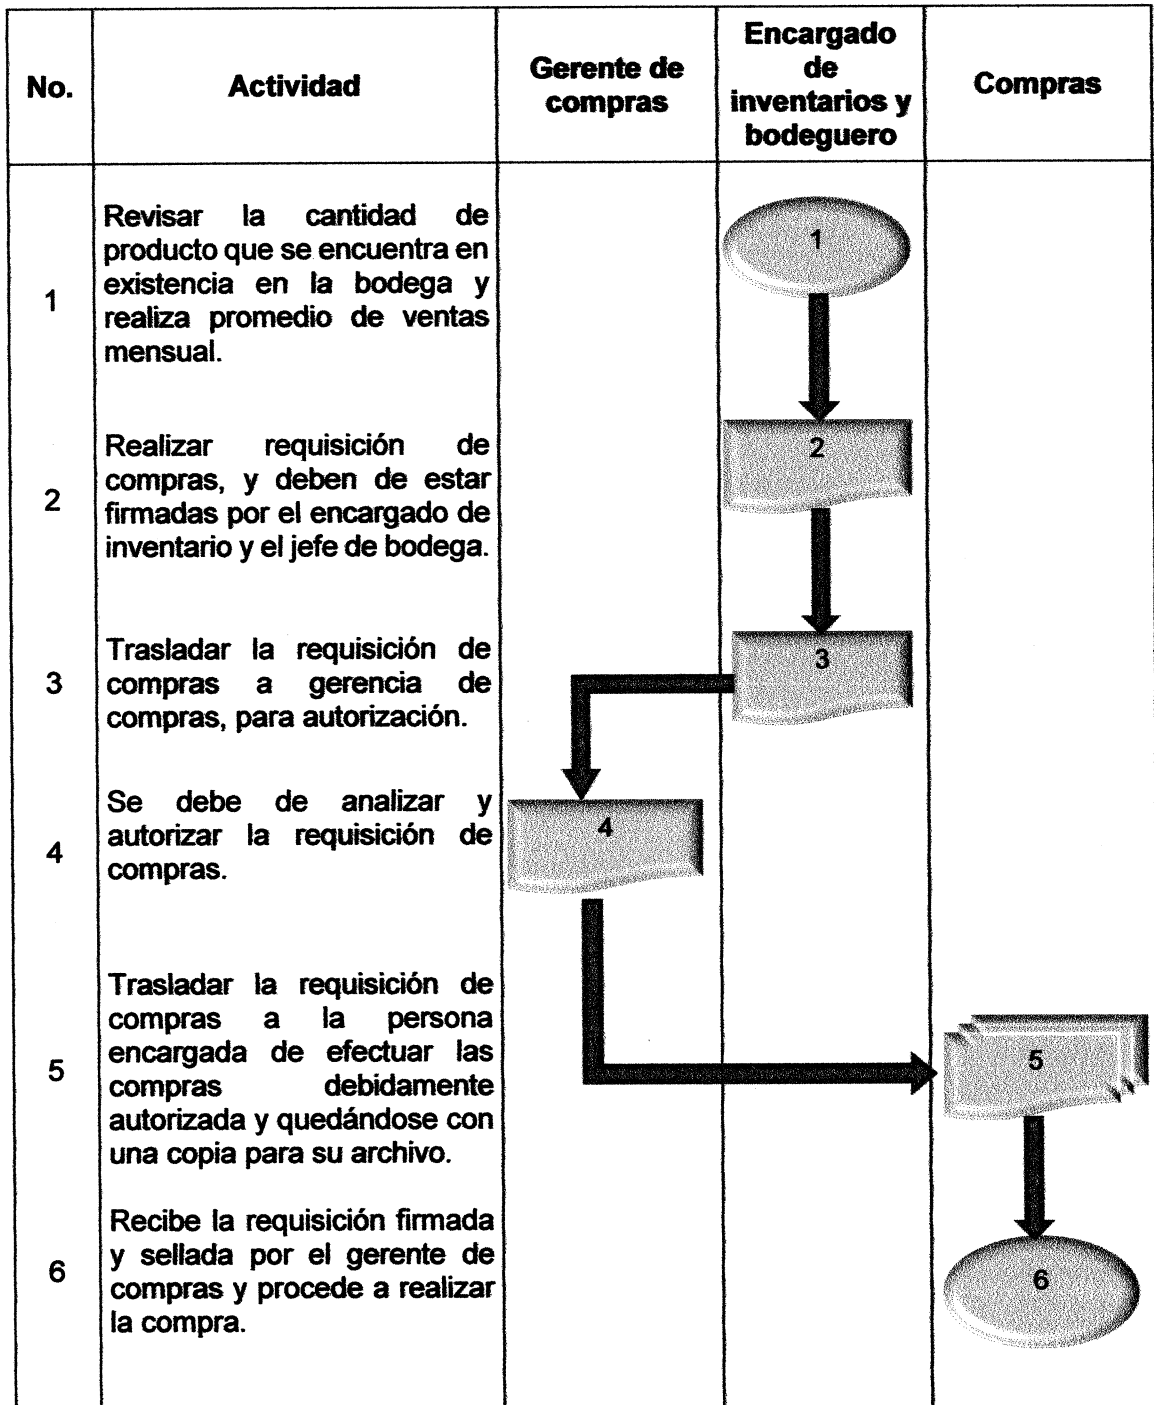 No.
Actividad
Gerente de
compras
Encargado
de
inventarios y
bodeguero
Compras
1
Revisar la cantidad de
producto que se encuentra en
existencia en la bodega y
realiza promedio de ventas
mensual.
1
2
Realizar requisición de
compras, y deben de estar
firmadas por el encargado de
inventario y el jefe de bodega.
2
3
Trasladar la requisición de
compras a gerencia de
compras, para autorización.
3
4
Se debe de analizar y
autorizar la requisición de
compras.
4
5
Trasladar la requisición de
compras a la persona
encargada de efectuar las
compras debidamente
autorizada y quedándose con
una copia para su archivo.
5
6
Recibe la requisición firmada
y sellada por el gerente de
compras y procede a realizar
la compra.
6